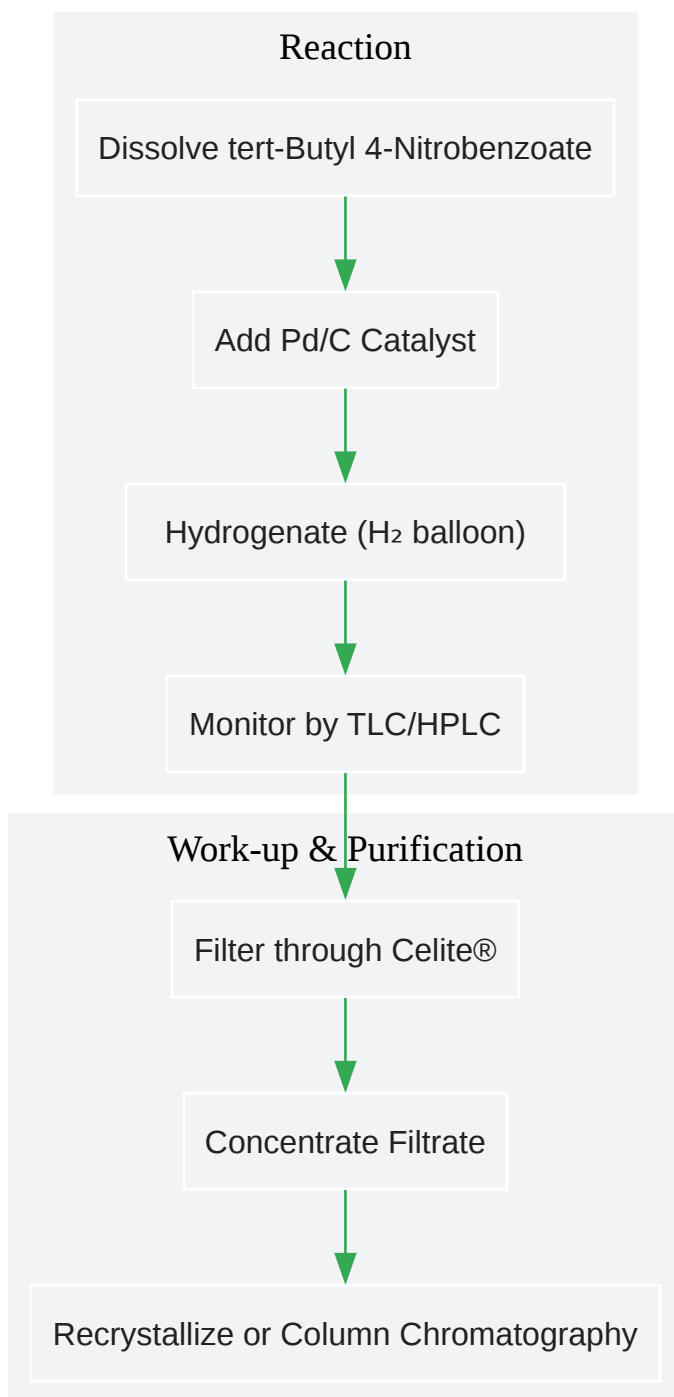 Reaction
Dissolve tert-Butyl 4-Nitrobenzoate
Add Pd/C Catalyst
Hydrogenate (H₂ balloon)
Monitor by TLC/HPLC
Work-up & Purification
Filter through Celite®
Concentrate Filtrate
Recrystallize or Column Chromatography